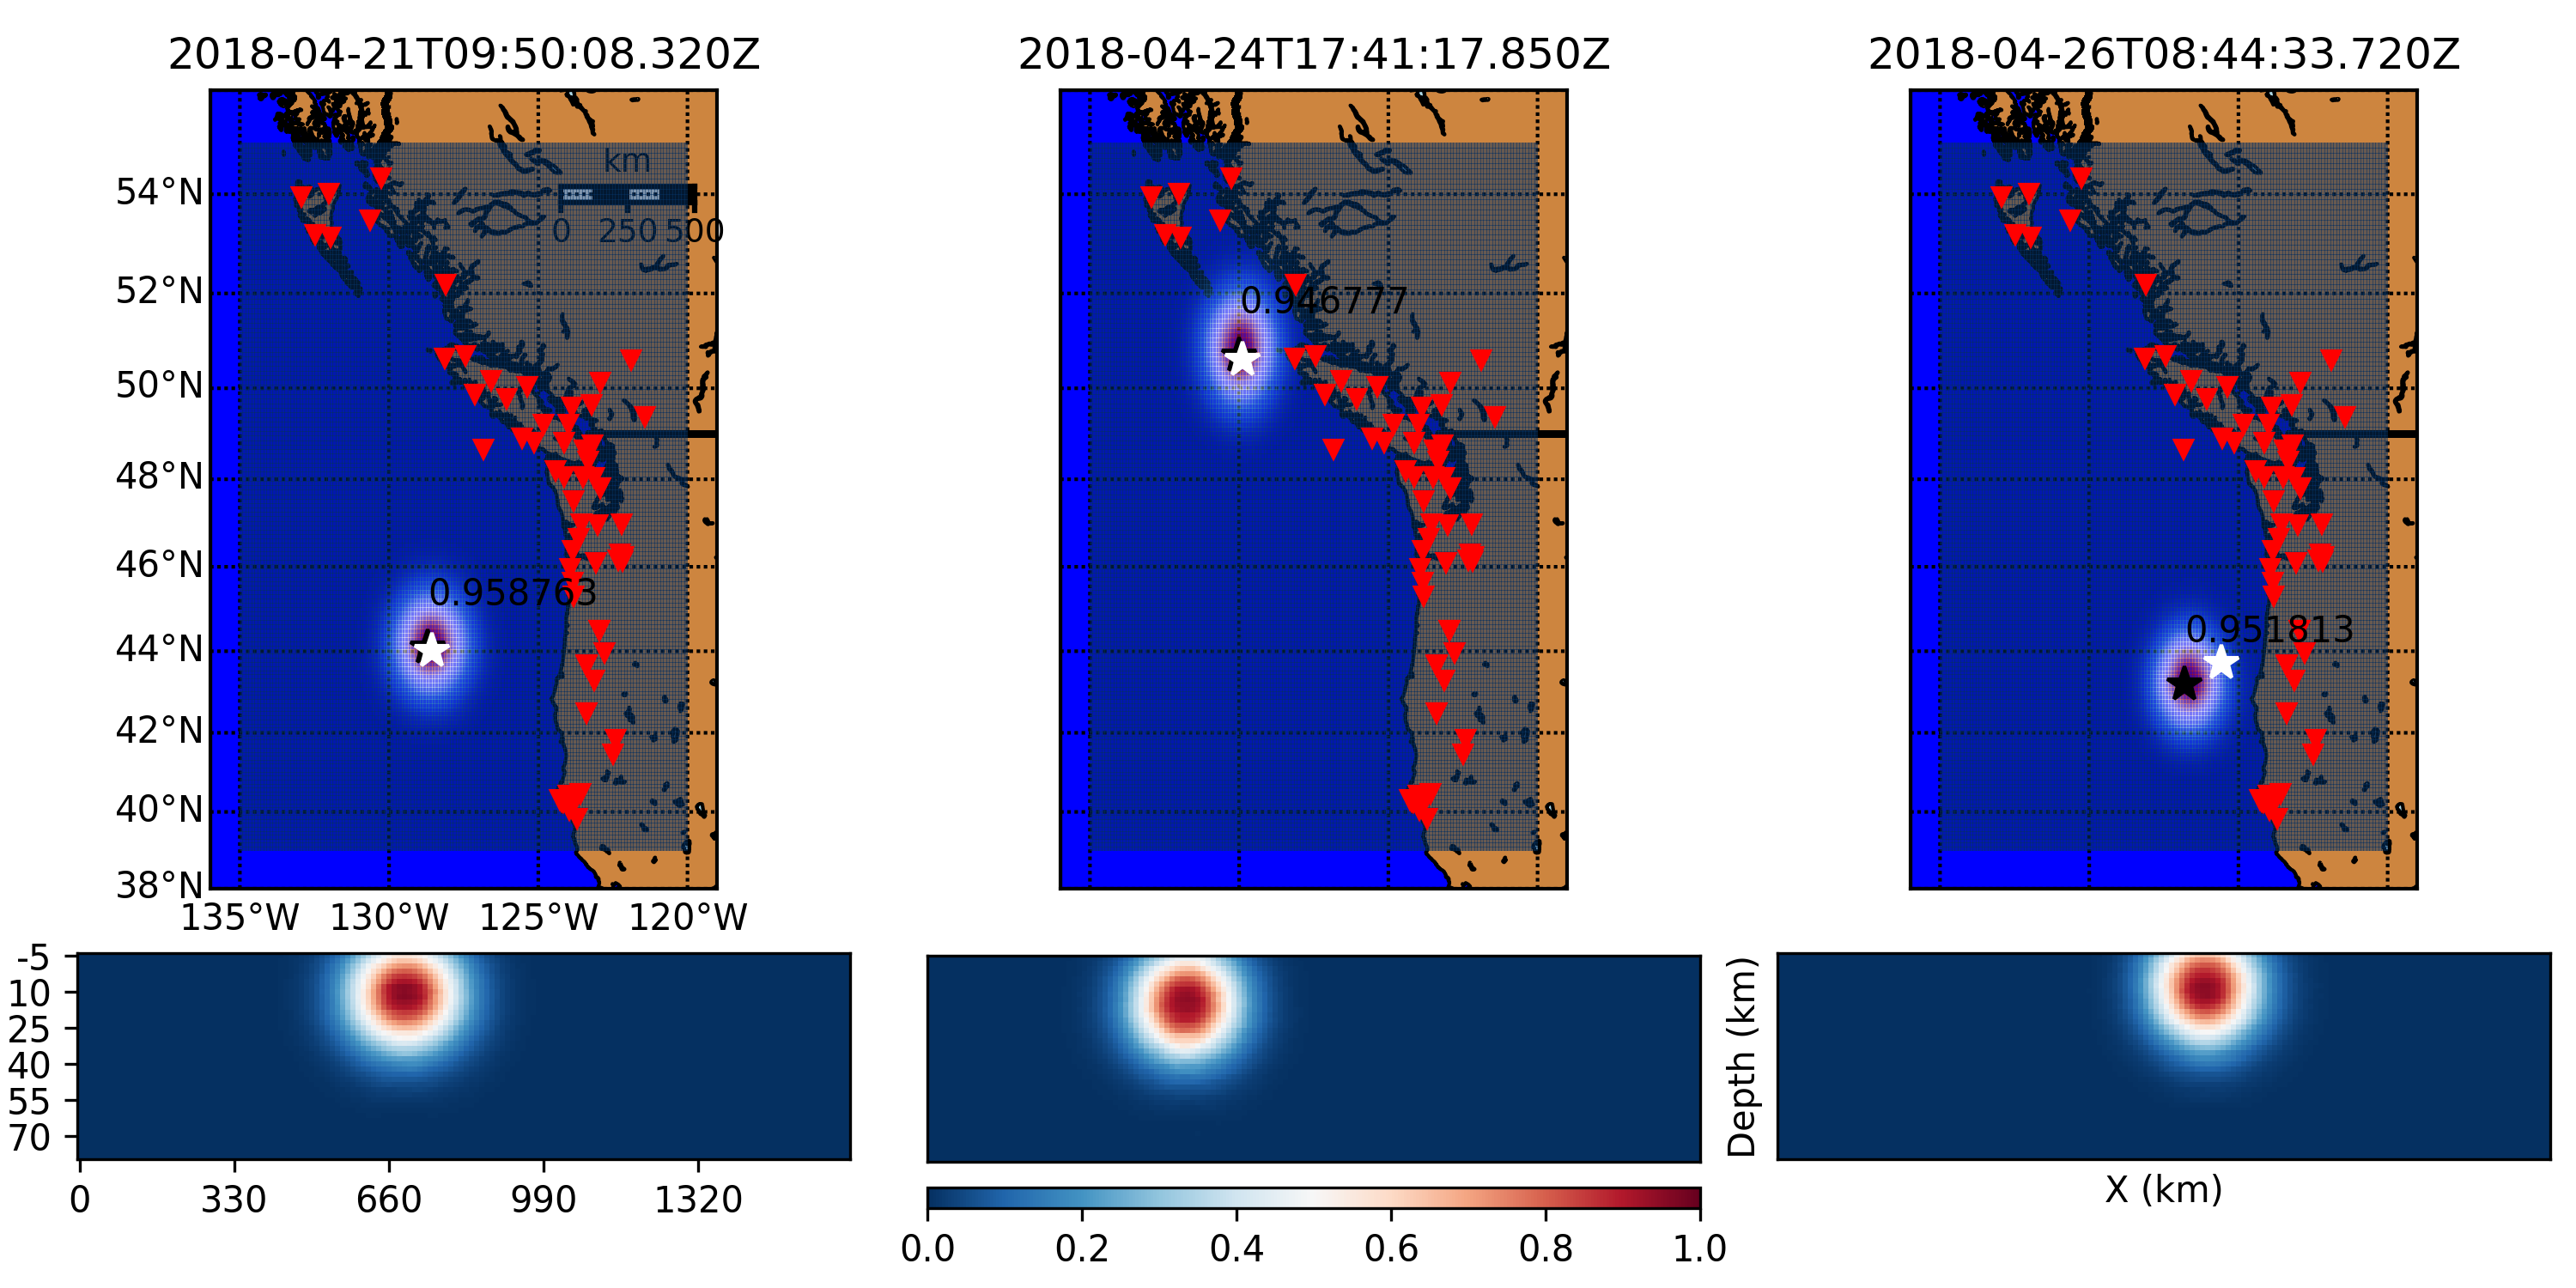 2018-04-21T09:50:08.320Z
2018-04-24T17:41:17.850Z
2018-04-26T08:44:33.720Z
km
0 250 500
54°N
52°N
50°N
48°N
46°N
44°N
42°N
40°N
38°N
135°W 130°W 125°W 120°W
0.958763
0.946777
0.951813
-5
10
25
40
55
70
0 330 660 990 1320
0.0 0.2 0.4 0.6 0.8 1.0
Depth (km)
X (km)